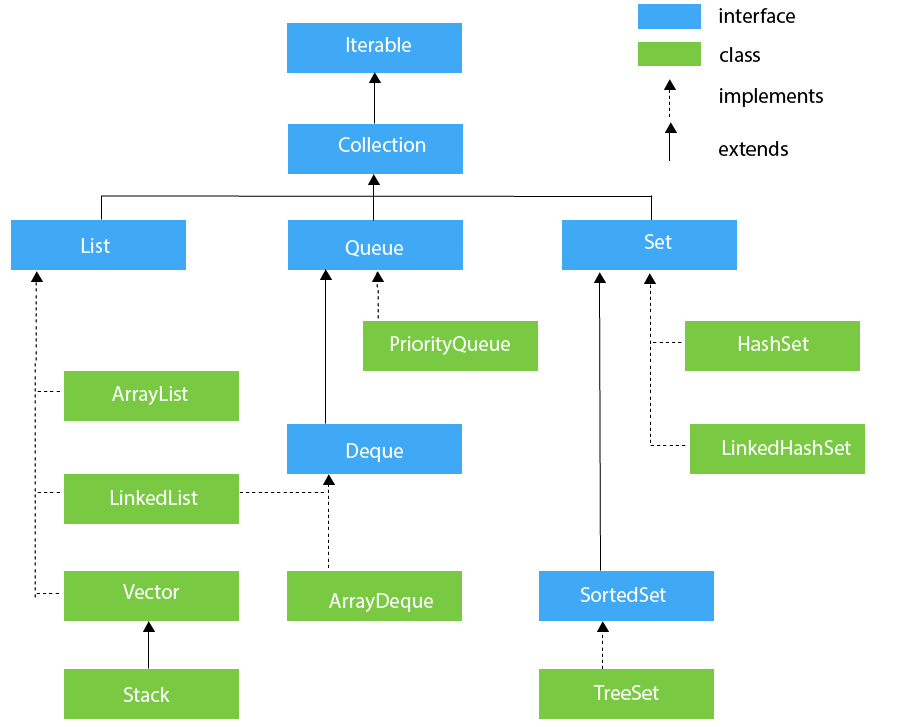 interface
Iterable
class
implements
Collection
extends
List
Queue
Set
PriorityQueue
HashSet
ArrayList
Deque
LinkedHashSet
LinkedList
Vector
ArrayDeque
SortedSet
Stack
TreeSet